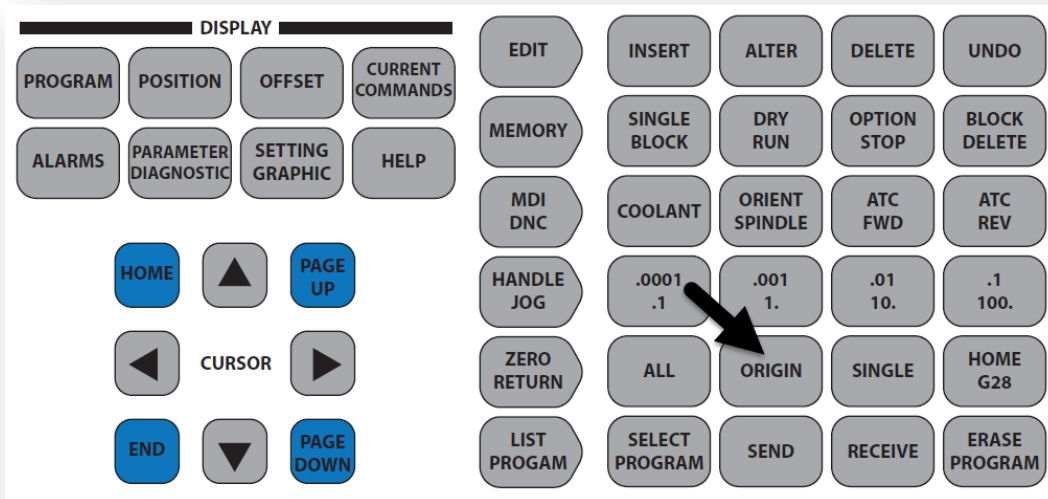 DISPLAY
PROGRAM
POSITION
OFFSET
CURRENT
COMMANDS
ALARMS
PARAMETER
DIAGNOSTIC
SETTING
GRAPHIC
HELP
HOME
PAGE
UP
CURSOR
END
PAGE
DOWN
EDIT
INSERT
ALTER
DELETE
UNDO
MEMORY
SINGLE
BLOCK
DRY
RUN
OPTION
STOP
BLOCK
DELETE
MDI
DNC
COOLANT
ORIENT
SPINDLE
ATC
FWD
ATC
REV
HANDLE
JOG
.0001
.1
.001
1.
.01
10.
.1
100.
ZERO
RETURN
ALL
ORIGIN
SINGLE
HOME
G28
LIST
PROGAM
SELECT
PROGRAM
SEND
RECEIVE
ERASE
PROGRAM